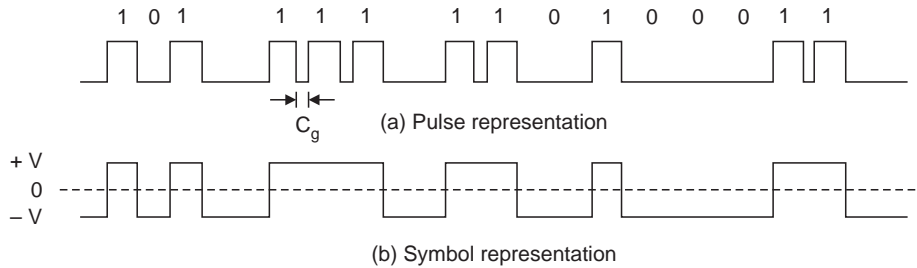 1 0 1 1 1 1 1 1 0 1 0 0 0 1 1
C_g
(a) Pulse representation
+ V
0
– V
(b) Symbol representation